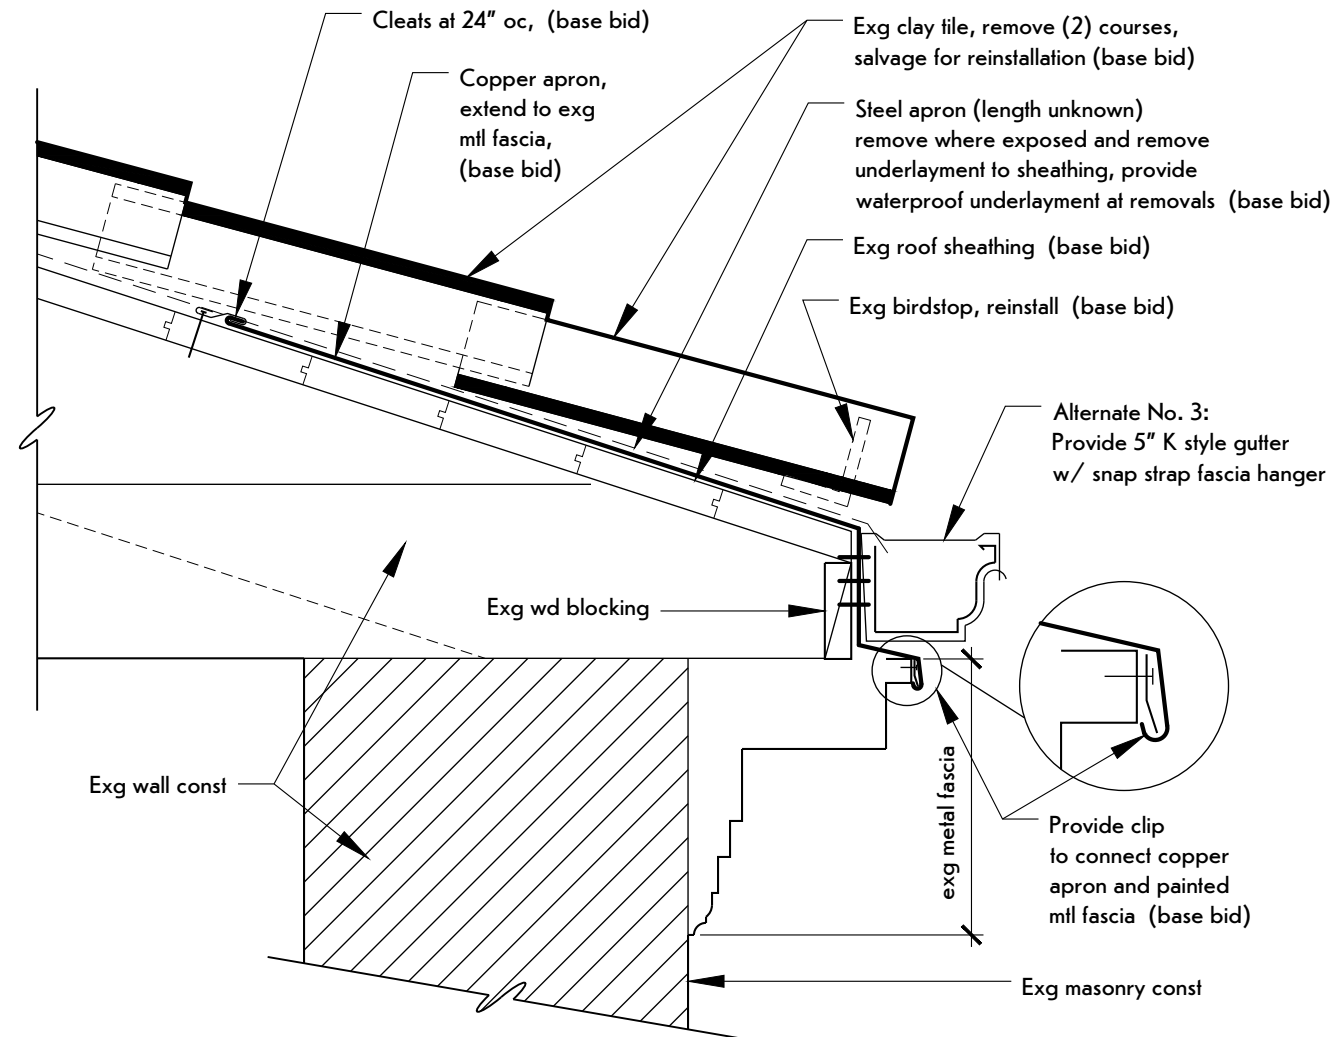 Cleats at 24" oc, (base bid)
Copper apron,
extend to exg
mtl fascia,
(base bid)
Exg clay tile, remove (2) courses,
salvage for reinstallation (base bid)
Steel apron (length unknown)
remove where exposed and remove
underlayment to sheathing, provide
waterproof underlayment at removals (base bid)
Exg roof sheathing (base bid)
Exg birdstop, reinstall (base bid)
Alternate No. 3:
Provide 5" K style gutter
w/ snap strap fascia hanger
Exg wd blocking
Exg wall const
exg metal fascia
Provide clip
to connect copper
apron and painted
mtl fascia (base bid)
Exg masonry const